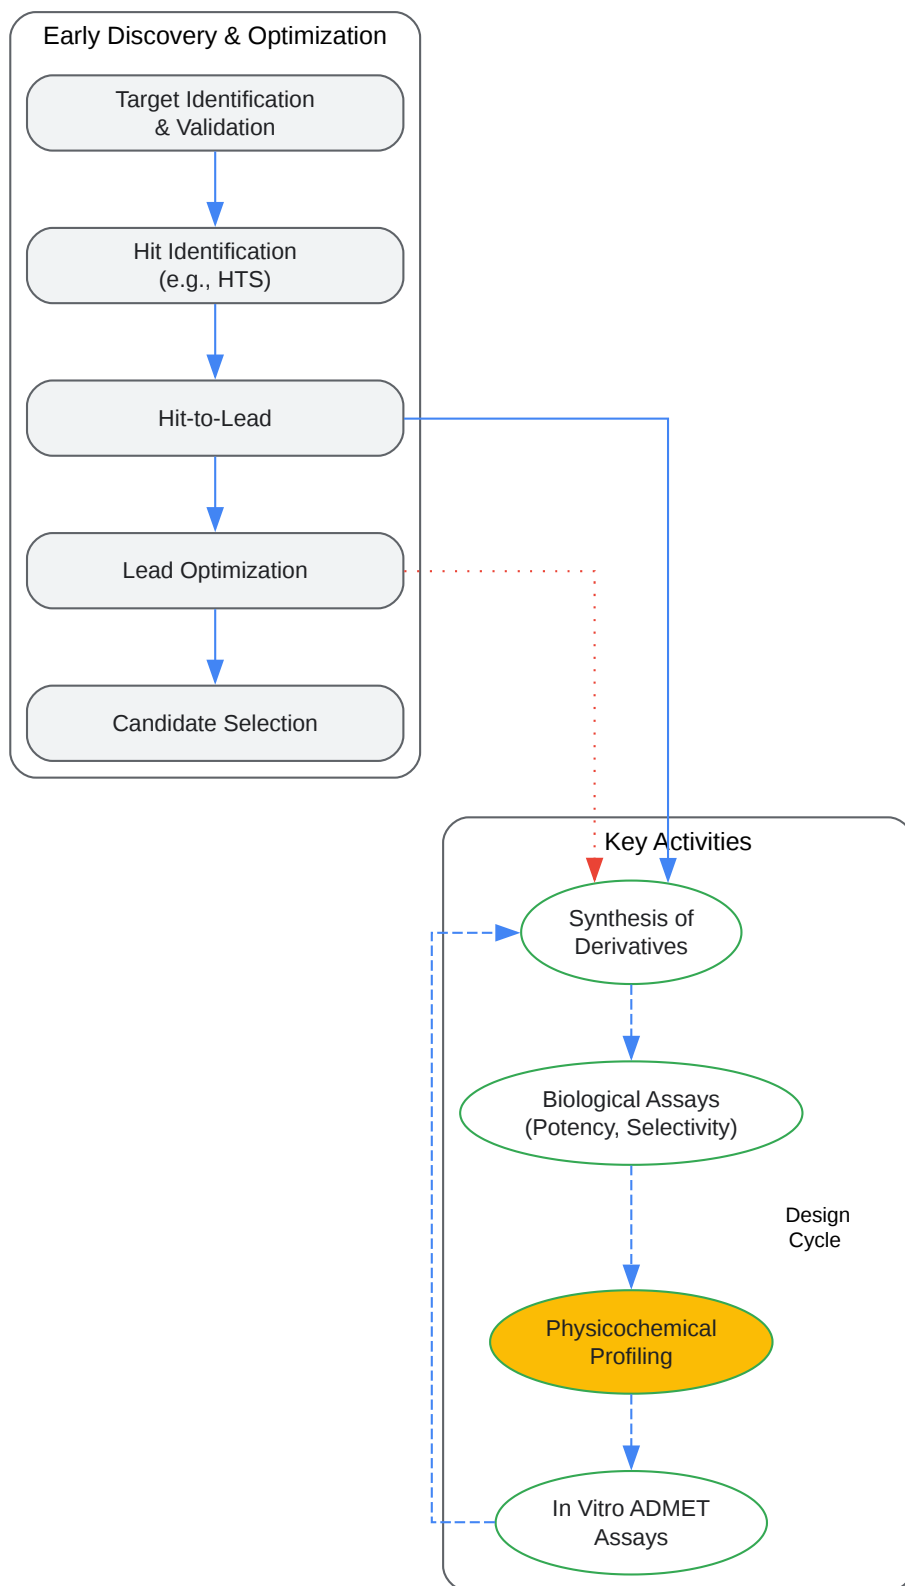 Early Discovery & Optimization
Target Identification
& Validation
Hit Identification
(e.g., HTS)
Hit-to-Lead
Lead Optimization
Candidate Selection
Key Activities
Synthesis of
Derivatives
Biological Assays
(Potency, Selectivity)
Design
Cycle
Physicochemical
Profiling
In Vitro ADMET
Assays